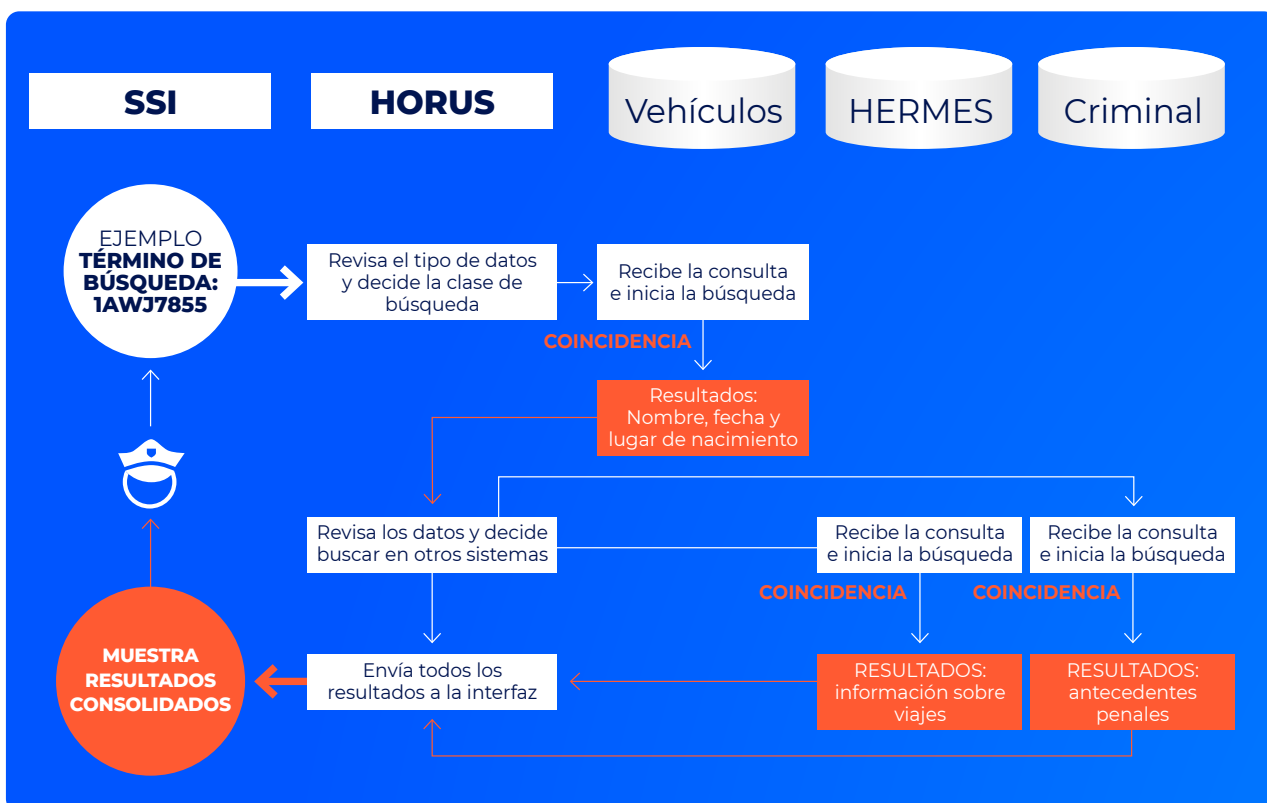 SSI
HORUS
Vehículos
HERMES
Criminal
EJEMPLO
TÉRMINO DE
BÚSQUEDA:
1AWJ7855
Revisa el tipo de datos
y decide la clase de
búsqueda
Recibe la consulta
e inicia la búsqueda
COINCIDENCIA
Resultados:
Nombre, fecha y
lugar de nacimiento
Revisa los datos y decide
buscar en otros sistemas
Recibe la consulta
e inicia la búsqueda
Recibe la consulta
e inicia la búsqueda
COINCIDENCIA
COINCIDENCIA
MUESTRA
RESULTADOS
CONSOLIDADOS
Envía todos los
resultados a la interfaz
RESULTADOS:
información sobre
viajes
RESULTADOS:
antecedentes
penales